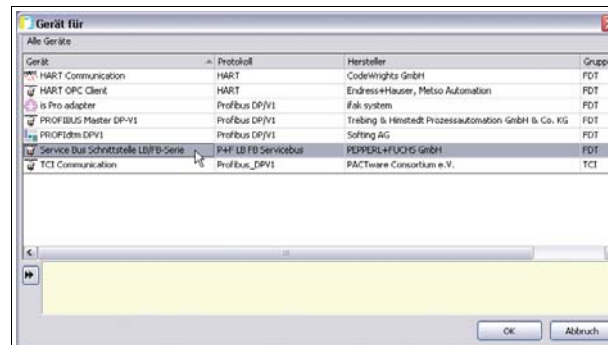 Gerät für
Alle Geräte
Gerät Protokoll Hersteller Gruppe
HART Communication HART CodeWrights GmbH FDT
HART OPC Client HART Endress+Hauser, Metso Automation FDT
is Pro adapter Profibus DP/V1 ifak system FDT
PROFIBUS Master DP-V1 Profibus DP/V1 Trebing & Himstedt Prozessautomation GmbH & Co. KG FDT
PROFIdtm DPV1 Profibus DP/V1 Softing AG FDT
Service Bus Schnittstelle LB/FB-Serie P+F LB FB Servicebus PEPPERL+FUCHS GmbH FDT
TCI Communication Profibus_DPV1 PACTware Consortium e.V. TCI
OK Abbruch